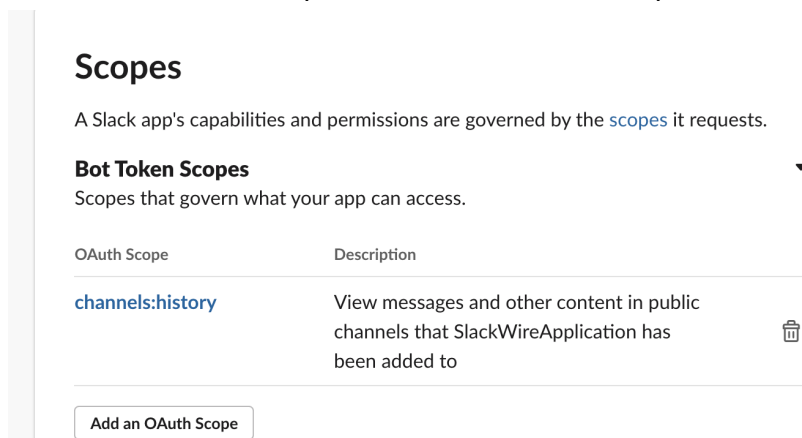 Scopes
A Slack app's capabilities and permissions are governed by the scopes it requests.
Bot Token Scopes
Scopes that govern what your app can access.
OAuth Scope Description
channels:history View messages and other content in public
channels that SlackWireApplication has
been added to
Add an OAuth Scope